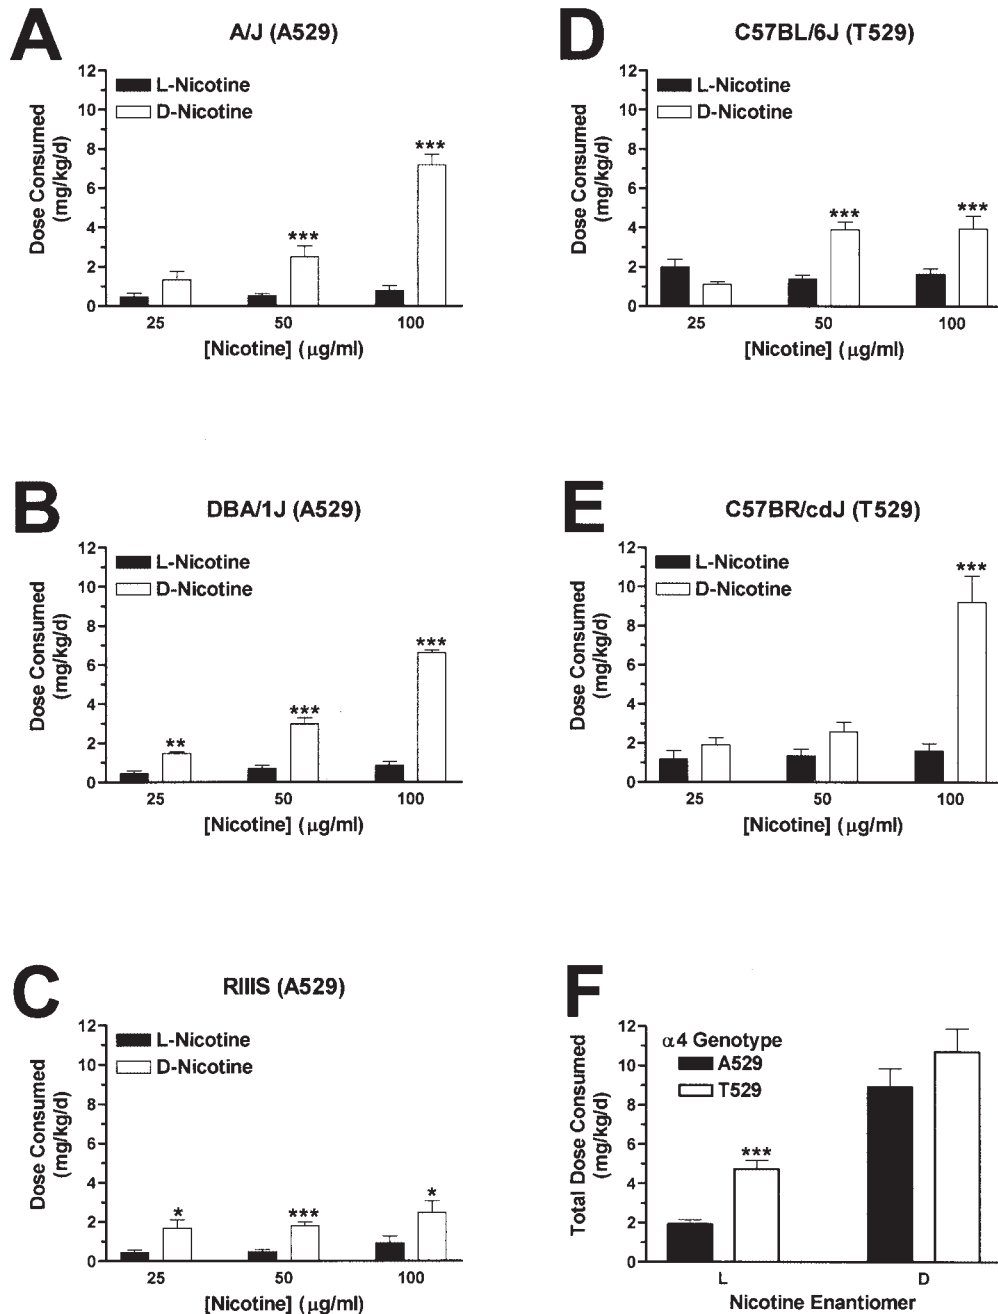 A
A/J (A529)
12
10
8
6
4
2
0
Dose Consumed
(mg/kg/d)
L-Nicotine
D-Nicotine
***
***
25
50
100
[Nicotine] (μg/ml)
D
C57BL/6J (T529)
12
10
8
6
4
2
0
Dose Consumed
(mg/kg/d)
L-Nicotine
D-Nicotine
***
***
25
50
100
[Nicotine] (μg/ml)
B
DBA/1J (A529)
12
10
8
6
4
2
0
Dose Consumed
(mg/kg/d)
L-Nicotine
D-Nicotine
**
***
***
25
50
100
[Nicotine] (μg/ml)
E
C57BR/cdJ (T529)
12
10
8
6
4
2
0
Dose Consumed
(mg/kg/d)
L-Nicotine
D-Nicotine
***
25
50
100
[Nicotine] (μg/ml)
C
RIIIS (A529)
12
10
8
6
4
2
0
Dose Consumed
(mg/kg/d)
L-Nicotine
D-Nicotine
*
***
*
25
50
100
[Nicotine] (μg/ml)
F
12
10
8
6
4
2
0
Total Dose Consumed
(mg/kg/d)
α4 Genotype
A529
T529
***
L
D
Nicotine Enantiomer